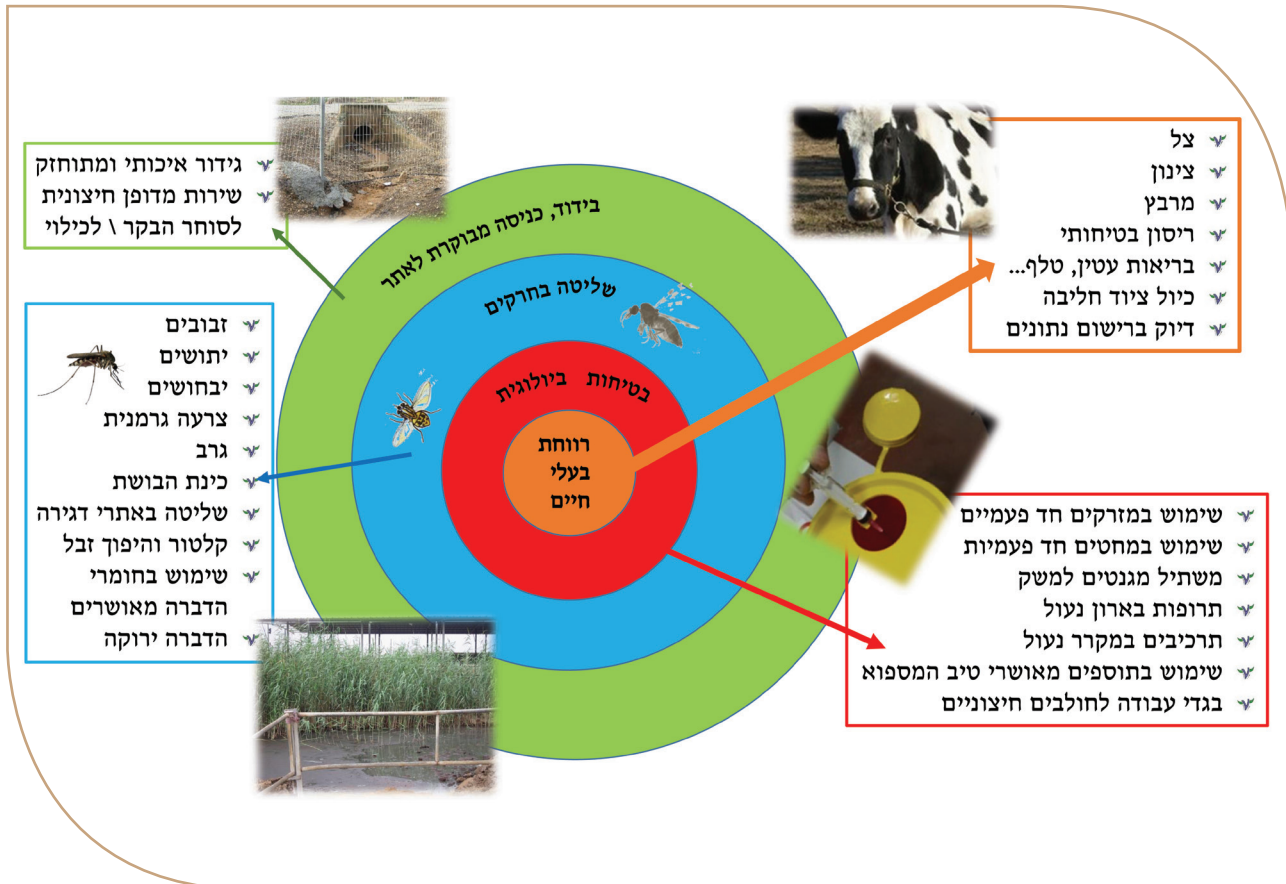 גידור איכותי ומתוחזק
שירות מדופן חיצונית
לסוחר הבקר \ לכילוי
צל
צינון
מרבץ
ריסון בטיחותי
בריאות עטין, טלף...
כיול ציוד חליבה
דיוק ברישום נתונים
בידוד, כניסה מבוקרת לאתר
שליטה בחרקים
בטיחות ביולוגית
רווחת
בעלי
חיים
זבובים
יתושים
יבחושים
צרעה גרמנית
גרב
כינת הבושת
שליטה באתרי דגירה
קלטור והיפוך זבל
שימוש בחומרי
הדברה מאושרים
הדברה ירוקה
שימוש במזרקים חד פעמיים
שימוש במחטים חד פעמיות
משתיל מגנטים למשק
תרופות בארון נעול
תרכיבים במקרר נעול
שימוש בתוספים מאושרי טיב המספוא
בגדי עבודה לחולבים חיצוניים